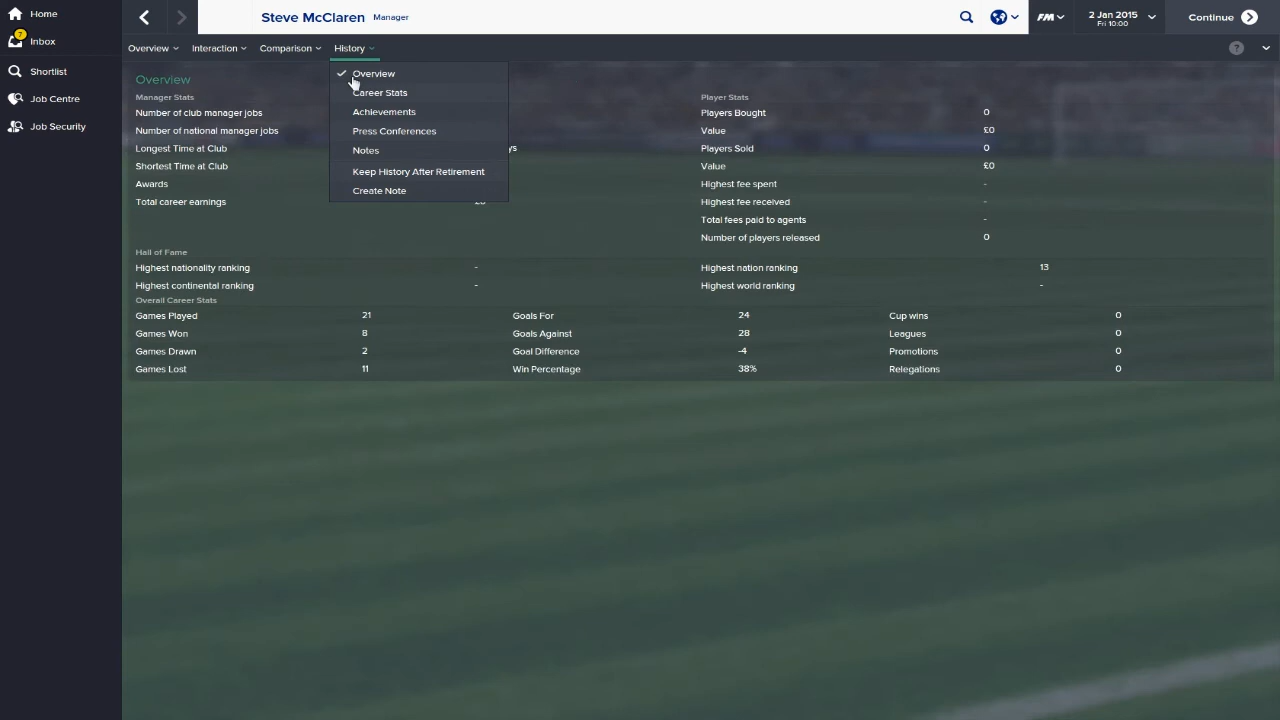 Home
7
Inbox
Shortlist
Job Centre
Job Security
Steve McClaren Manager
FM
2 Jan 2015
Fri 10:00
Continue
Overview Interaction Comparison History
?
Overview
Career Stats
Achievements
Press Conferences
Notes
Keep History After Retirement
Create Note
Overview
Manager Stats
Number of club manager jobs
Number of national manager jobs
Longest Time at Club
Shortest Time at Club
Awards
Total career earnings
Player Stats
Players Bought 0
Value £0
Players Sold 0
Value £0
Highest fee spent -
Highest fee received -
Total fees paid to agents -
Number of players released 0
Hall of Fame
Highest nationality ranking - Highest nation ranking 13
Highest continental ranking - Highest world ranking -
Overall Career Stats
Games Played 21 Goals For 24 Cup wins 0
Games Won 8 Goals Against 28 Leagues 0
Games Drawn 2 Goal Difference -4 Promotions 0
Games Lost 11 Win Percentage 38% Relegations 0